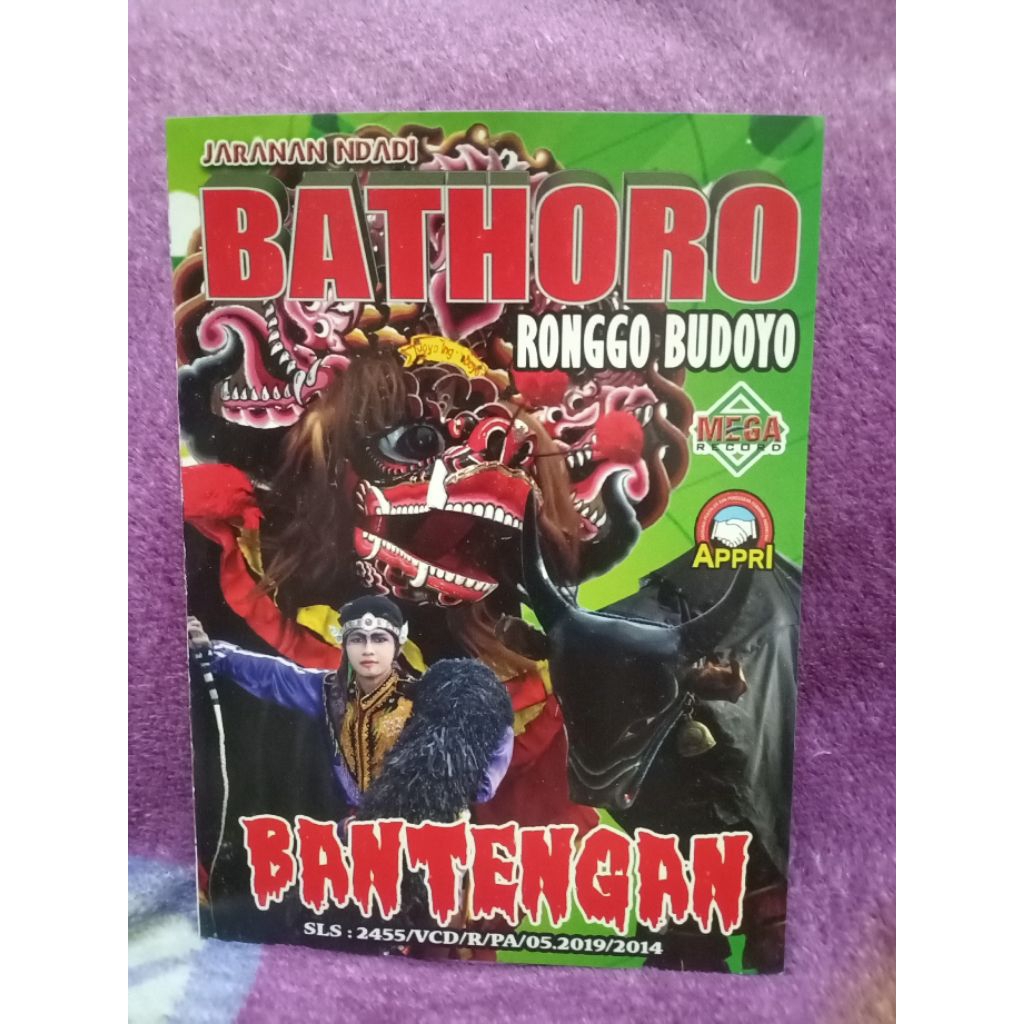 JARANAN NDADI
BATHORO
RONGGO BUDOYO
MEGA
RECORD
APPRI
BANTENGAN
SLS : 2455/VCD/R/PA/05.2019/2014